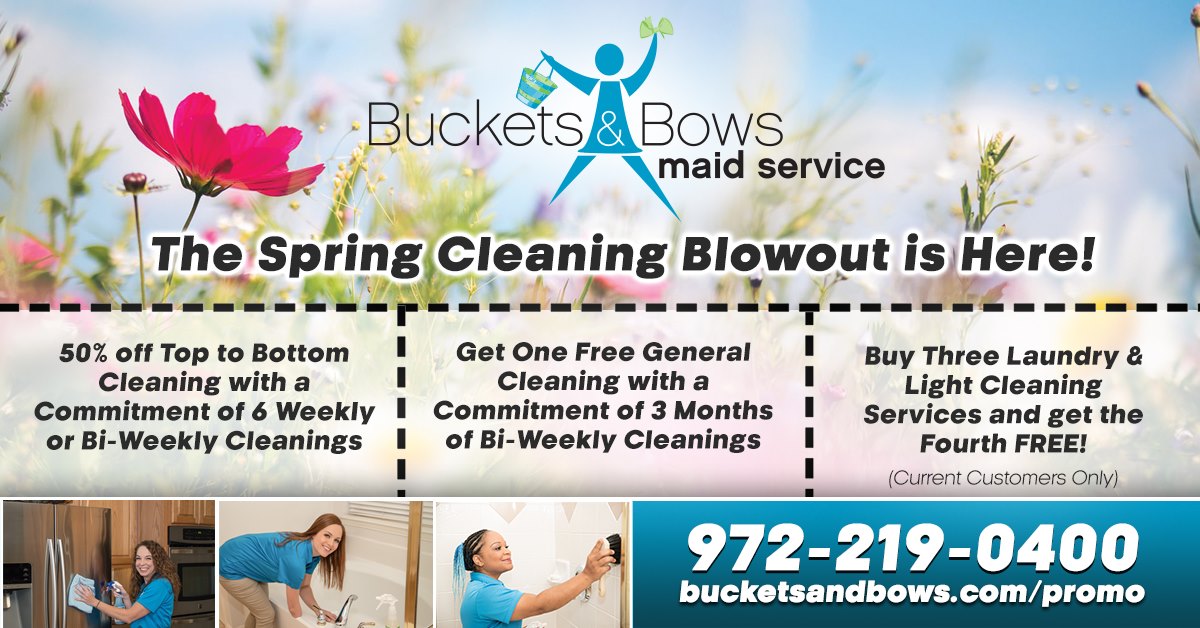 Buckets & Bows
maid service
The Spring Cleaning Blowout is Here!
50% off Top to Bottom
Cleaning with a
Commitment of 6 Weekly
or Bi-Weekly Cleanings
Get One Free General
Cleaning with a
Commitment of 3 Months
of Bi-Weekly Cleanings
Buy Three Laundry &
Light Cleaning
Services and get the
Fourth FREE!
(Current Customers Only)
972-219-0400
bucketsandbows.com/promo